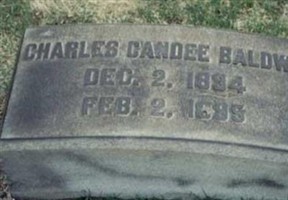 CHARLES CANDEE BALDW
DEC. 2, 1834
FEB. 2, 1895